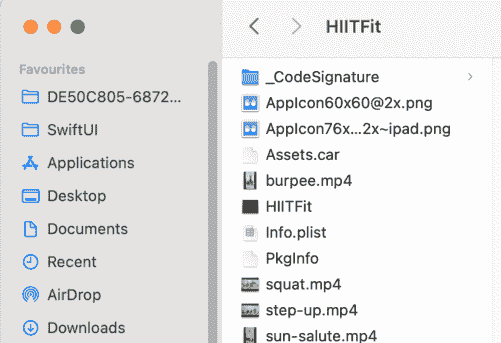 HIITFit
Favourites
DE50C805-6872...
SwiftUI
Applications
Desktop
Documents
Recent
AirDrop
Downloads
_CodeSignature
AppIcon60x60@2x.png
AppIcon76x...2x~ipad.png
Assets.car
burpee.mp4
HIITFit
Info.plist
PkgInfo
squat.mp4
step-up.mp4
sun-salute.mp4